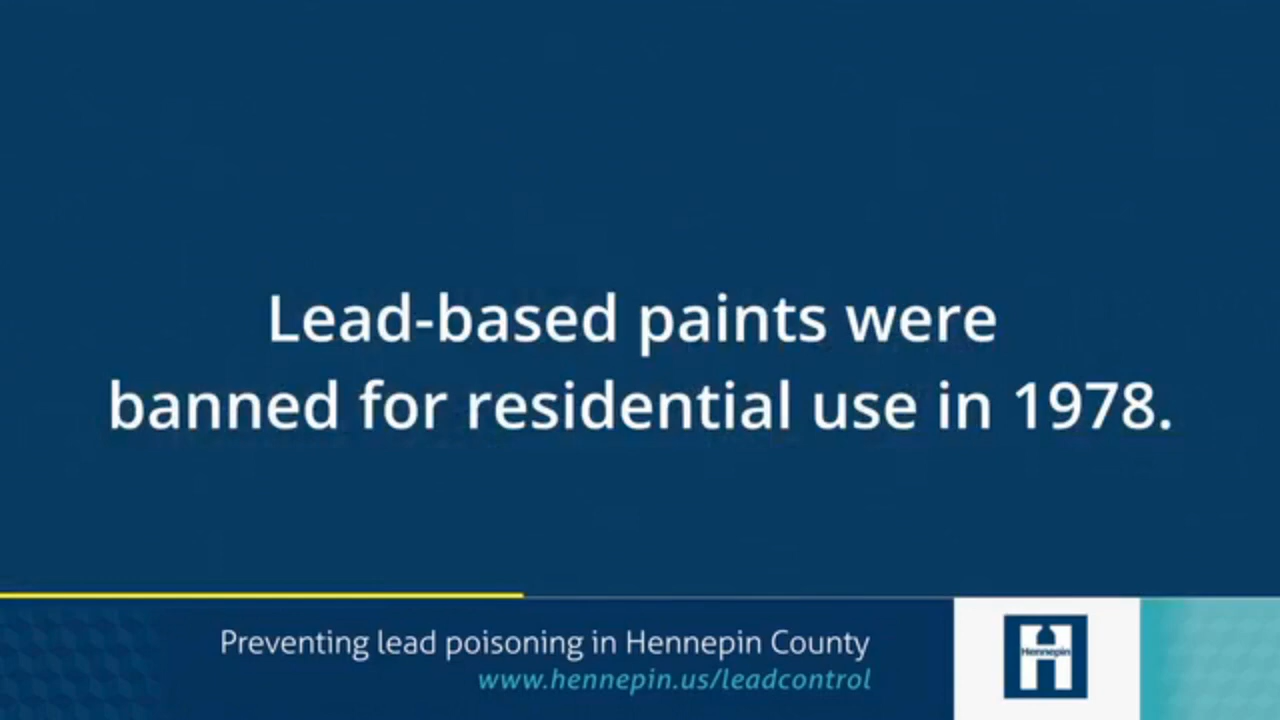 Lead-based paints were
banned for residential use in 1978.
Preventing lead poisoning in Hennepin County
www.hennepin.us/leadcontrol
Hennepin